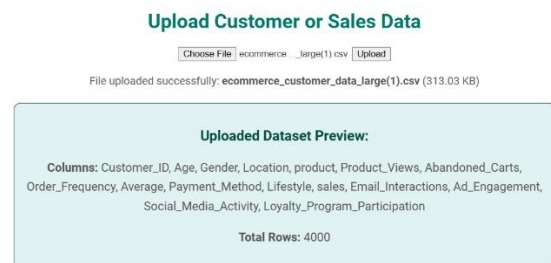 Upload Customer or Sales Data
Choose File ecommerce..._large(1).csv Upload
File uploaded successfully: ecommerce_customer_data_large(1).csv (313.03 KB)
Uploaded Dataset Preview:
Columns: Customer_ID, Age, Gender, Location, product, Product_Views, Abandoned_Carts,
Order_Frequency, Average, Payment_Method, Lifestyle, sales, Email_Interactions, Ad_Engagement,
Social_Media_Activity, Loyalty_Program_Participation
Total Rows: 4000